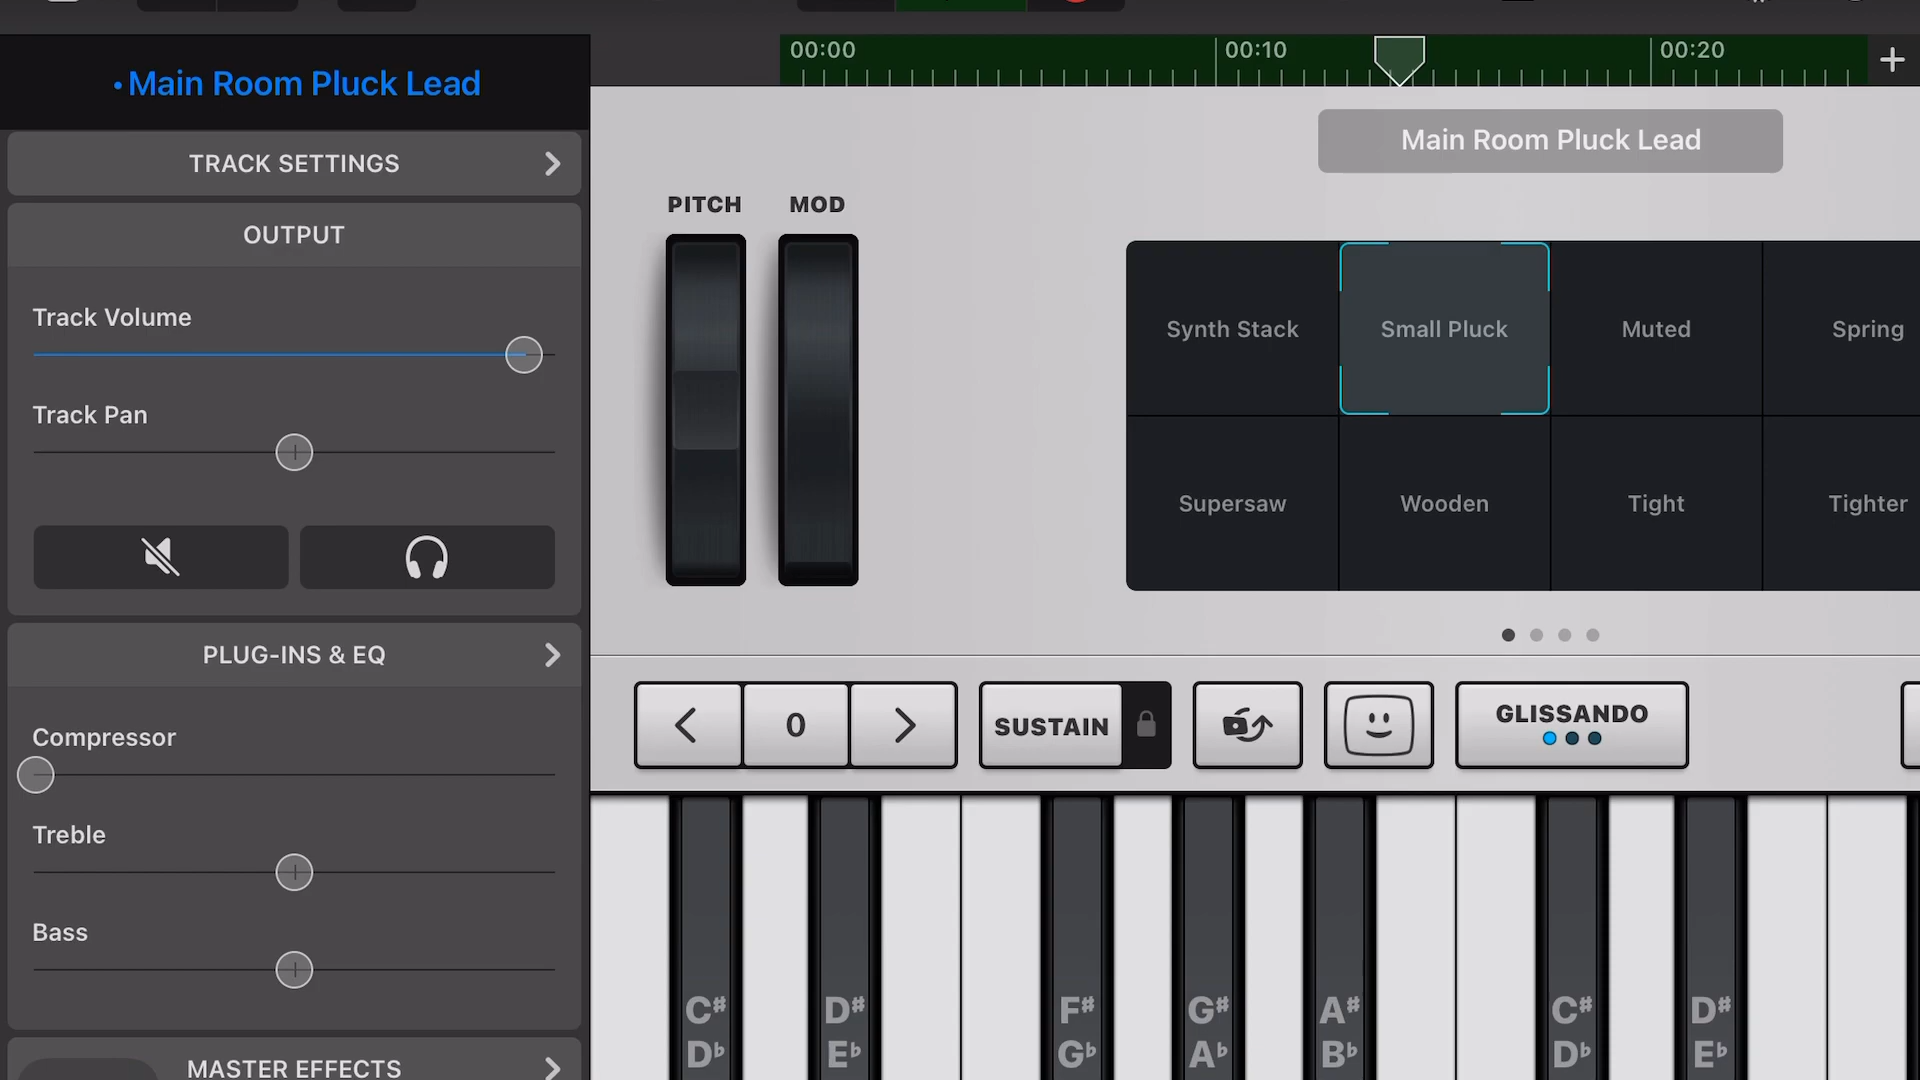 00:00
00:10
00:20
Main Room Pluck Lead
Main Room Pluck Lead
TRACK SETTINGS
OUTPUT
Track Volume
Track Pan
PLUG-INS & EQ
Compressor
Treble
Bass
MASTER EFFECTS
PITCH
MOD
Synth Stack
Small Pluck
Muted
Spring
Supersaw
Wooden
Tight
Tighter
0
SUSTAIN
GLISSANDO
C♯
D♯
F♯
G♯
A♯
C♯
D♯
D♭
E♭
G♭
A♭
B♭
D♭
E♭